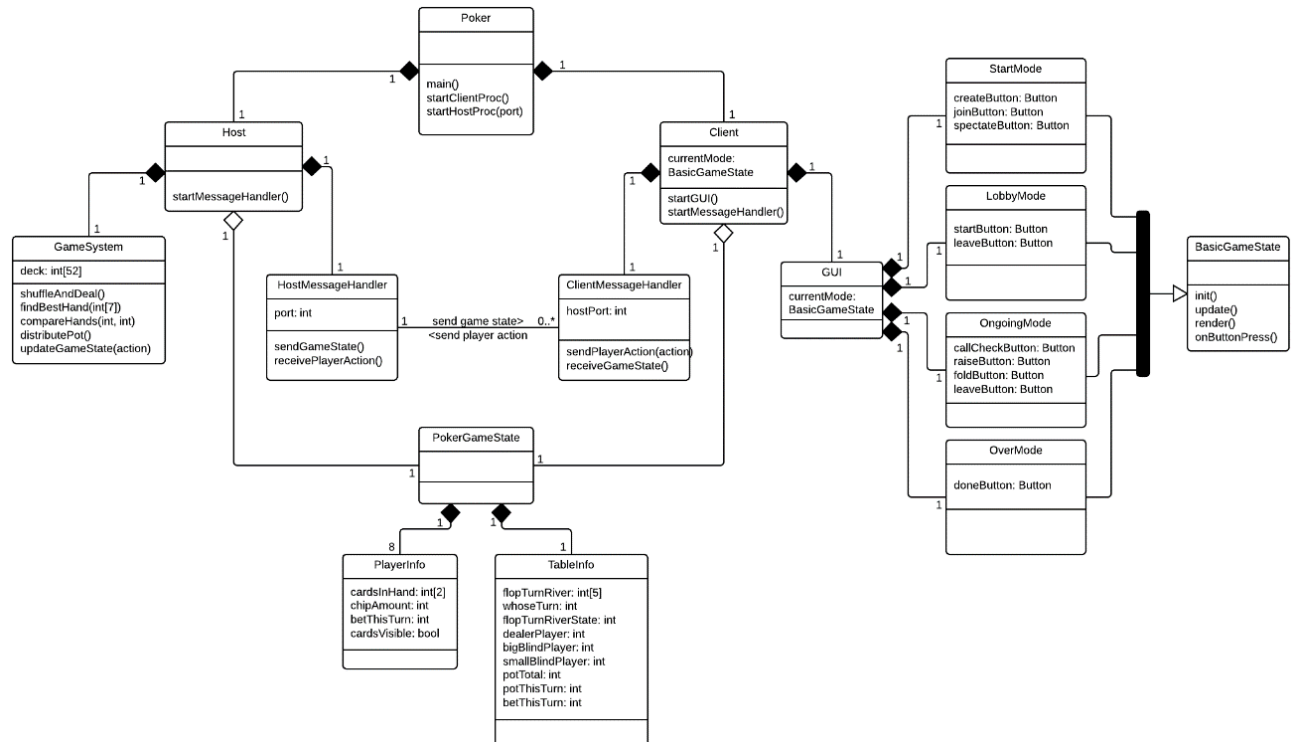 Poker
main()
startClientProc()
startHostProc(port)
1
1
1
1
Host
startMessageHandler()
1
1
1
Client
currentMode:
BasicGameState
startGUI()
startMessageHandler()
1
1
1
1
GameSystem
deck: int[52]
shuffleAndDeal()
findBestHand(int[7])
compareHands(int, int)
distributePot()
updateGameState(action)
1
HostMessageHandler
port: int
sendGameState()
receivePlayerAction()
1
send game state>
<send player action
0..*
1
ClientMessageHandler
hostPort: int
sendPlayerAction(action)
receiveGameState()
1
GUI
currentMode:
BasicGameState
1
1
1
1
1
StartMode
createButton: Button
joinButton: Button
spectateButton: Button
1
LobbyMode
startButton: Button
leaveButton: Button
1
OngoingMode
callCheckButton: Button
raiseButton: Button
foldButton: Button
leaveButton: Button
1
OverMode
doneButton: Button
BasicGameState
init()
update()
render()
onButtonPress()
1
PokerGameState
1
1
1
8
PlayerInfo
cardsInHand: int[2]
chipAmount: int
betThisTurn: int
cardsVisible: bool
1
TableInfo
flopTurnRiver: int[5]
whoseTurn: int
flopTurnRiverState: int
dealerPlayer: int
bigBlindPlayer: int
smallBlindPlayer: int
potTotal: int
potThisTurn: int
betThisTurn: int